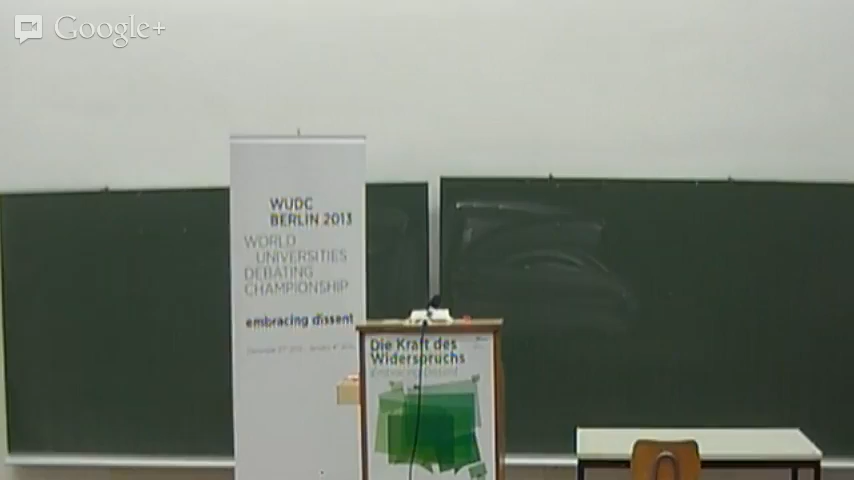 Google+
WUDC
BERLIN 2013
WORLD
UNIVERSITIES
DEBATING
CHAMPIONSHIP
embracing dissent
Die Kraft des
Widerspruchs
Embracing Dissent